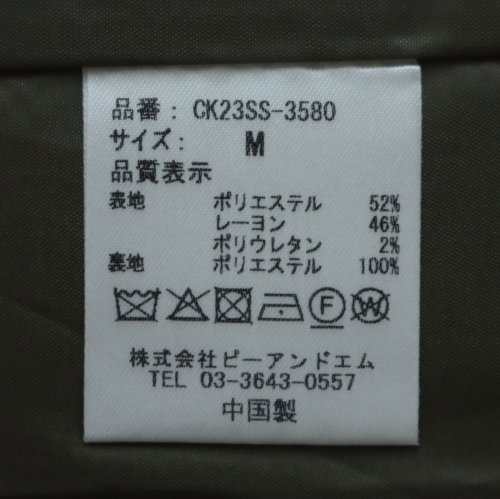 品番: CK23SS-3580
サイズ: M
品質表示
表地 ポリエステル 52%
レーヨン 46%
ポリウレタン 2%
裏地 ポリエステル 100%
F W
株式会社ピーアンドエム
TEL 03-3643-0557
中国製